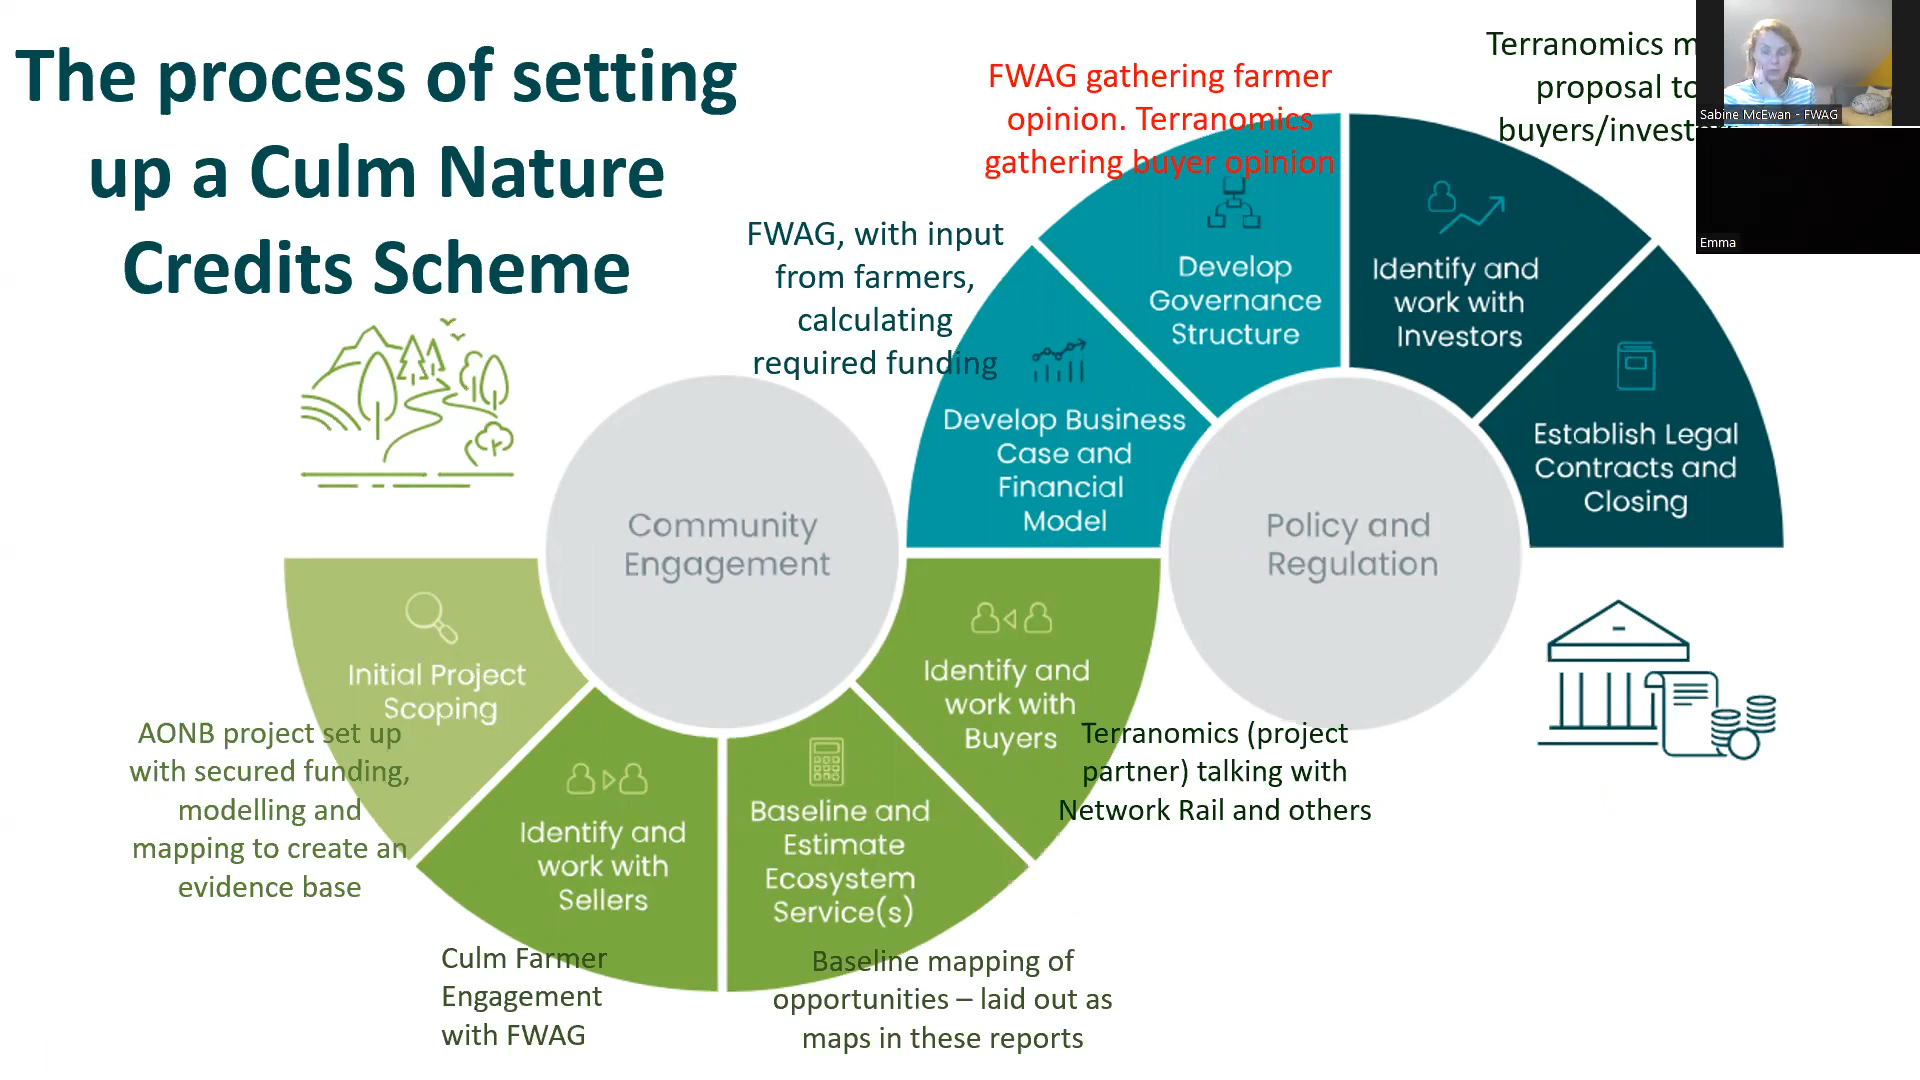 The process of setting
up a Culm Nature
Credits Scheme
FWAG gathering farmer
opinion. Terranomics
gathering buyer opinion
Terranomics
proposal to
Sabine McEwan - FWAG
Emma
FWAG, with input
from farmers,
calculating
required funding
Develop
Governance
Structure
Identify and
work with
Investors
Develop Business
Case and
Financial
Model
Establish Legal
Contracts and
Closing
Community
Engagement
Policy and
Regulation
Initial Project
Scoping
AONB project set up
with secured funding,
modelling and
mapping to create an
evidence base
Identify and
work with
Sellers
Culm Farmer
Engagement
with FWAG
Baseline and
Estimate
Ecosystem
Service(s)
Baseline mapping of
opportunities – laid out as
maps in these reports
Identify and
work with
Buyers
Terranomics (project
partner) talking with
Network Rail and others